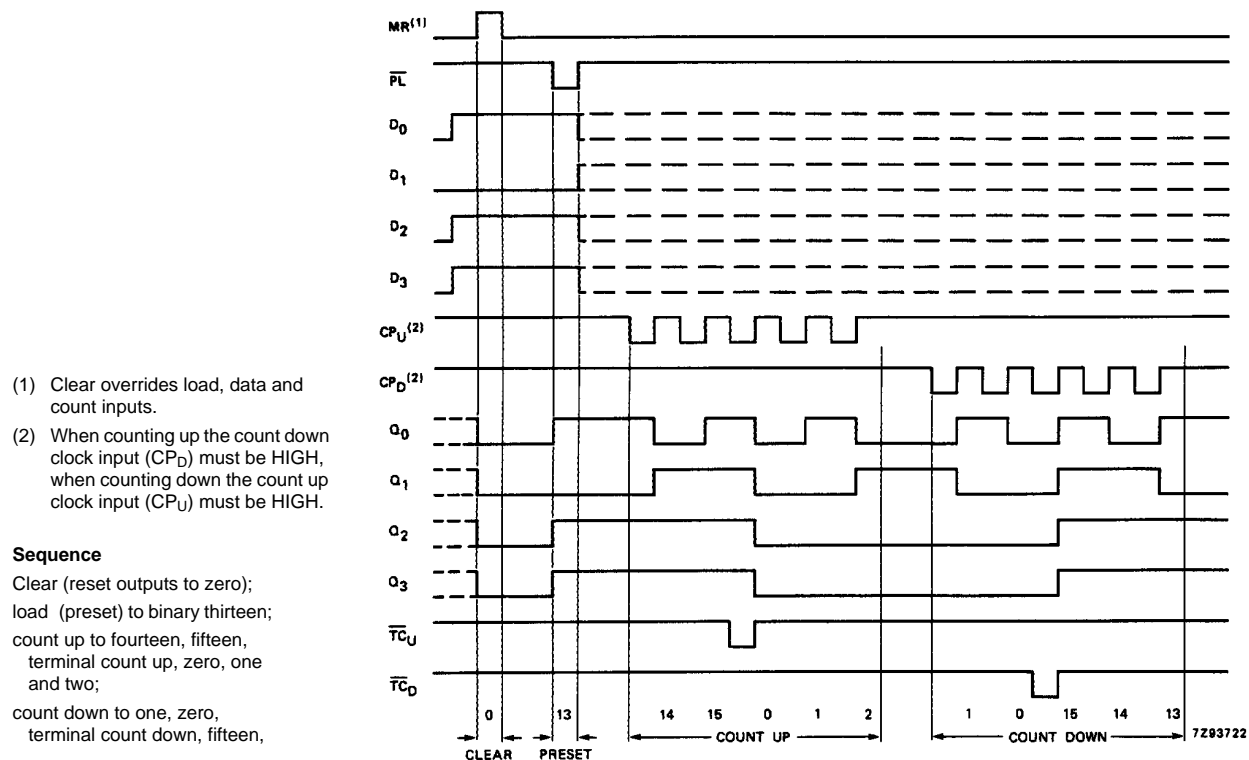 MR(1)
PL
D0
D1
D2
D3
CPU(2)
CPD(2)
Q0
Q1
Q2
Q3
TCU
TCD
0 13 14 15 0 1 2 1 0 15 14 13
CLEAR PRESET COUNT UP COUNT DOWN 7Z93722
(1) Clear overrides load, data and
count inputs.
(2) When counting up the count down
clock input (CPD) must be HIGH,
when counting down the count up
clock input (CPU) must be HIGH.
Sequence
Clear (reset outputs to zero);
load (preset) to binary thirteen;
count up to fourteen, fifteen,
terminal count up, zero, one
and two;
count down to one, zero,
terminal count down, fifteen,